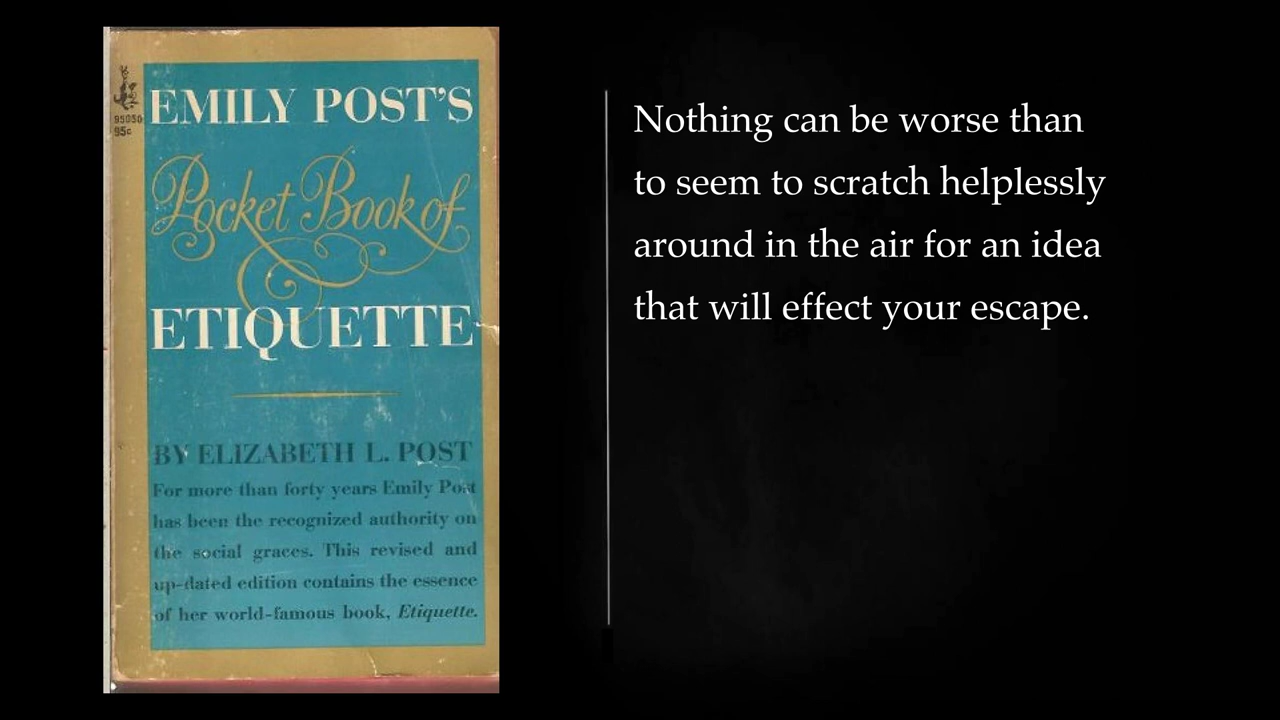 EMILY POST'S
Pocket Book of
ETIQUETTE
95050
95c
BY ELIZABETH L. POST
For more than forty years Emily Post
has been the recognized authority on
the social graces. This revised and
up-dated edition contains the essence
of her world-famous book, Etiquette.
Nothing can be worse than
to seem to scratch helplessly
around in the air for an idea
that will effect your escape.